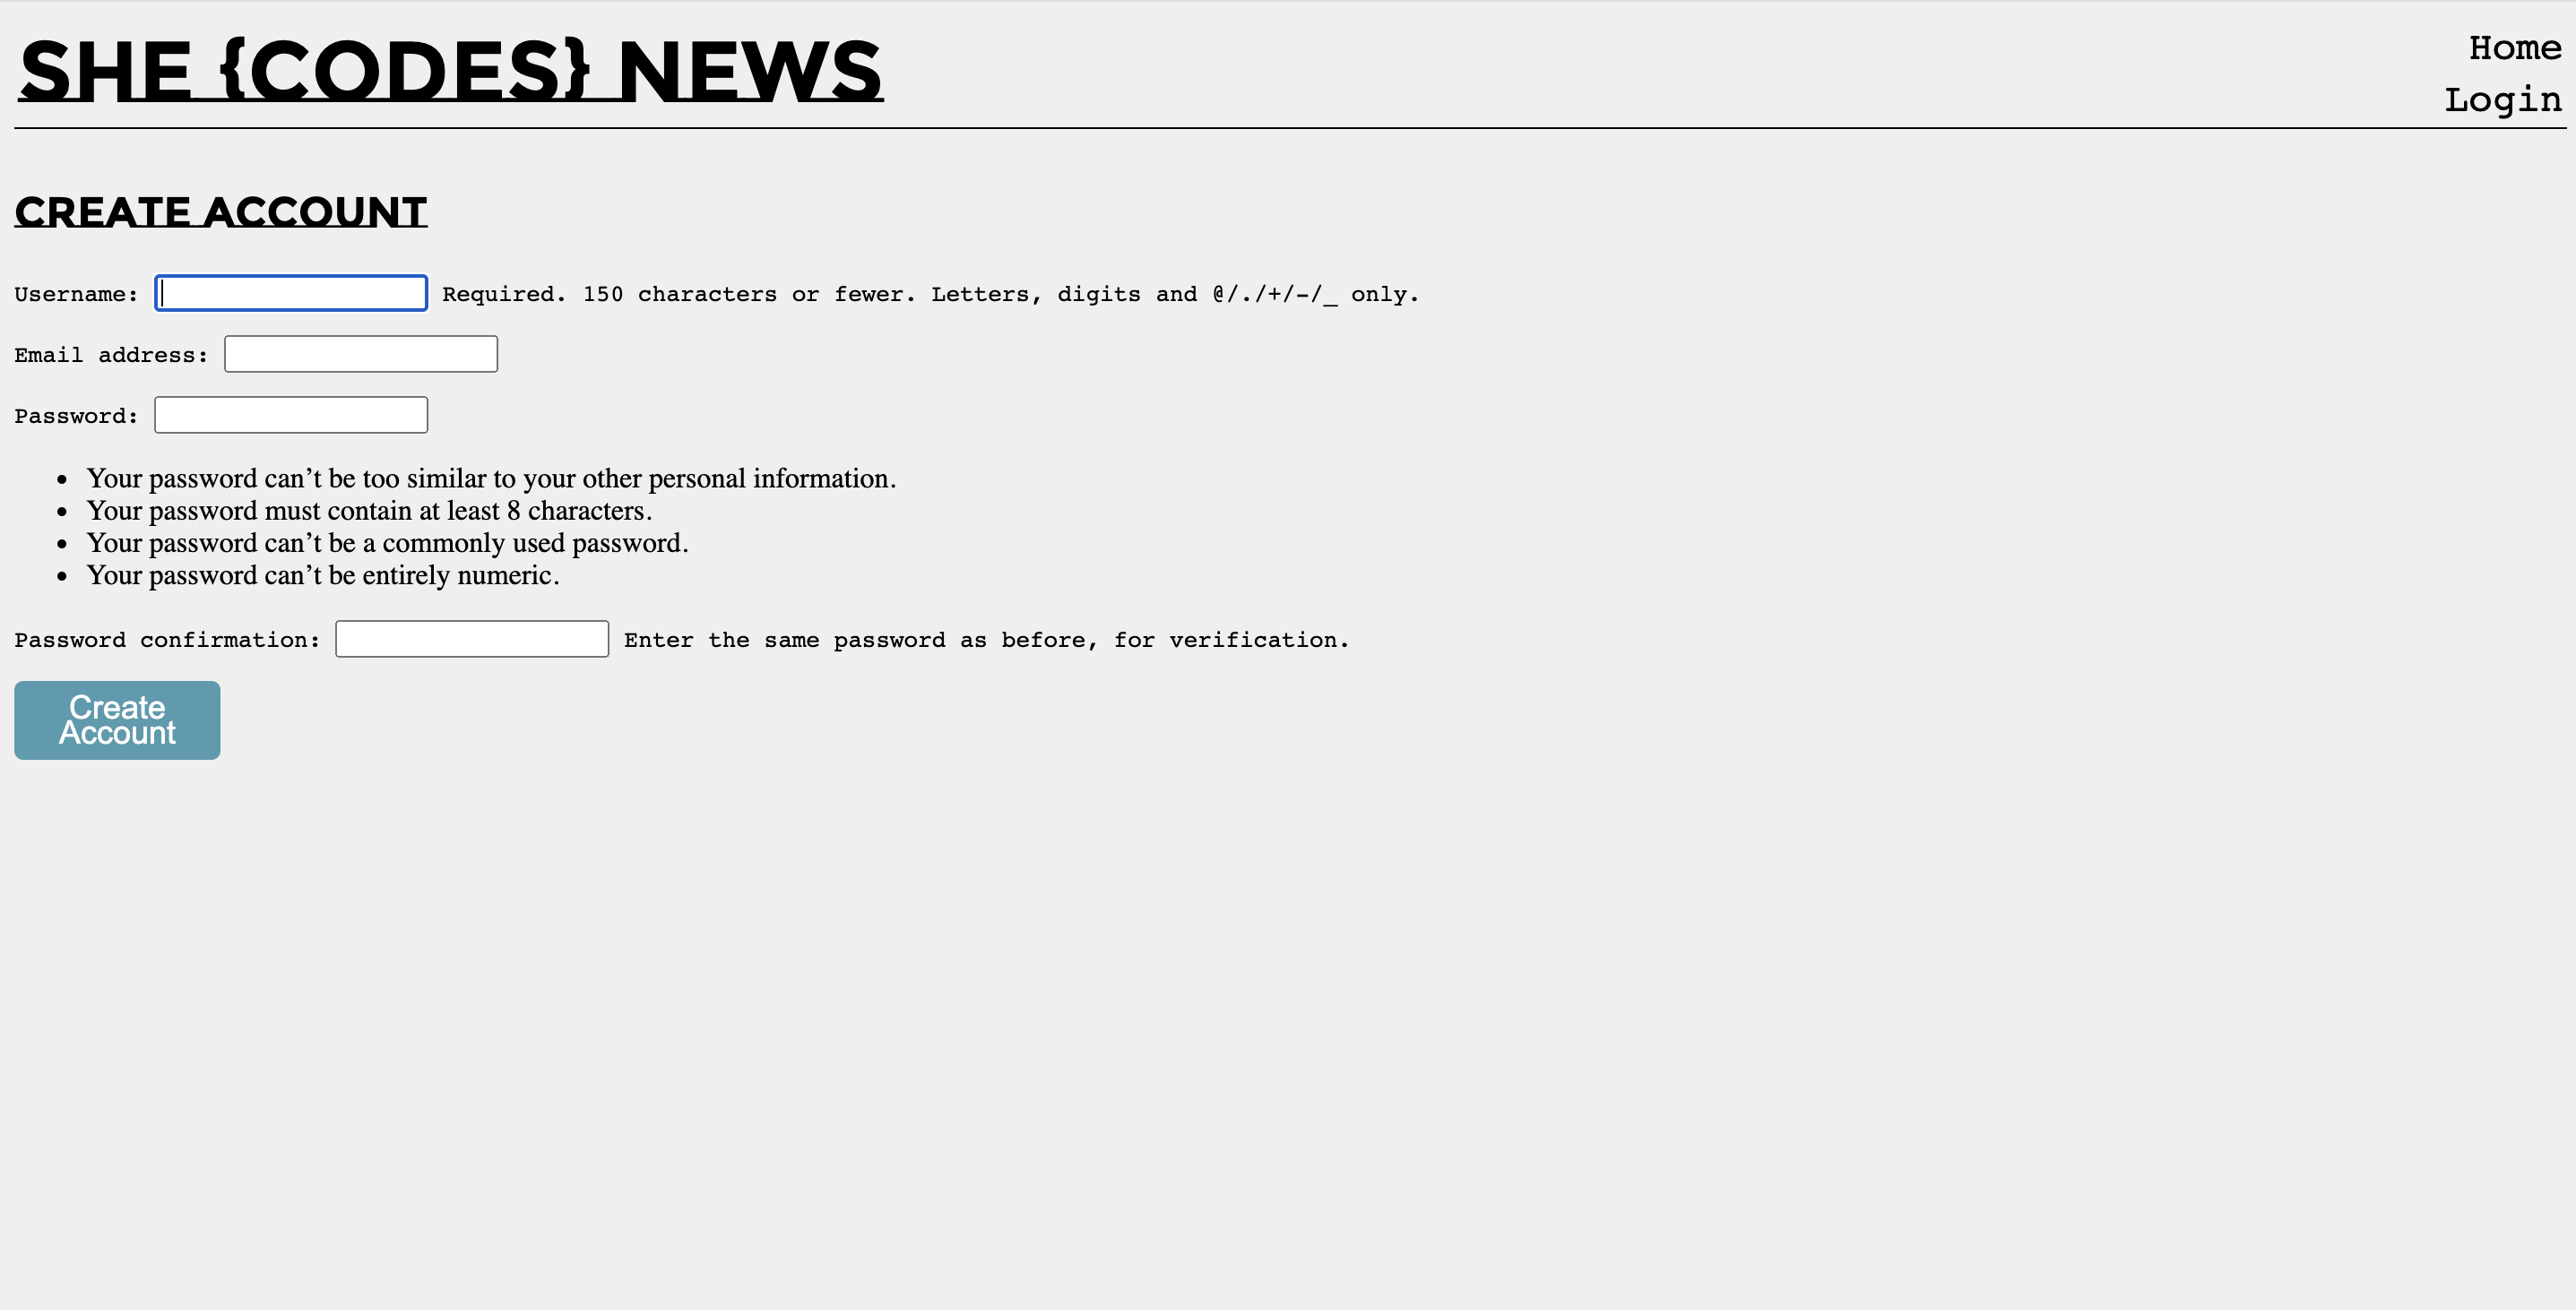 SHE {CODES} NEWS
Home
Login
CREATE ACCOUNT
Username: Required. 150 characters or fewer. Letters, digits and @/./+/-/_ only.
Email address:
Password:
• Your password can’t be too similar to your other personal information.
• Your password must contain at least 8 characters.
• Your password can’t be a commonly used password.
• Your password can’t be entirely numeric.
Password confirmation: Enter the same password as before, for verification.
Create
Account